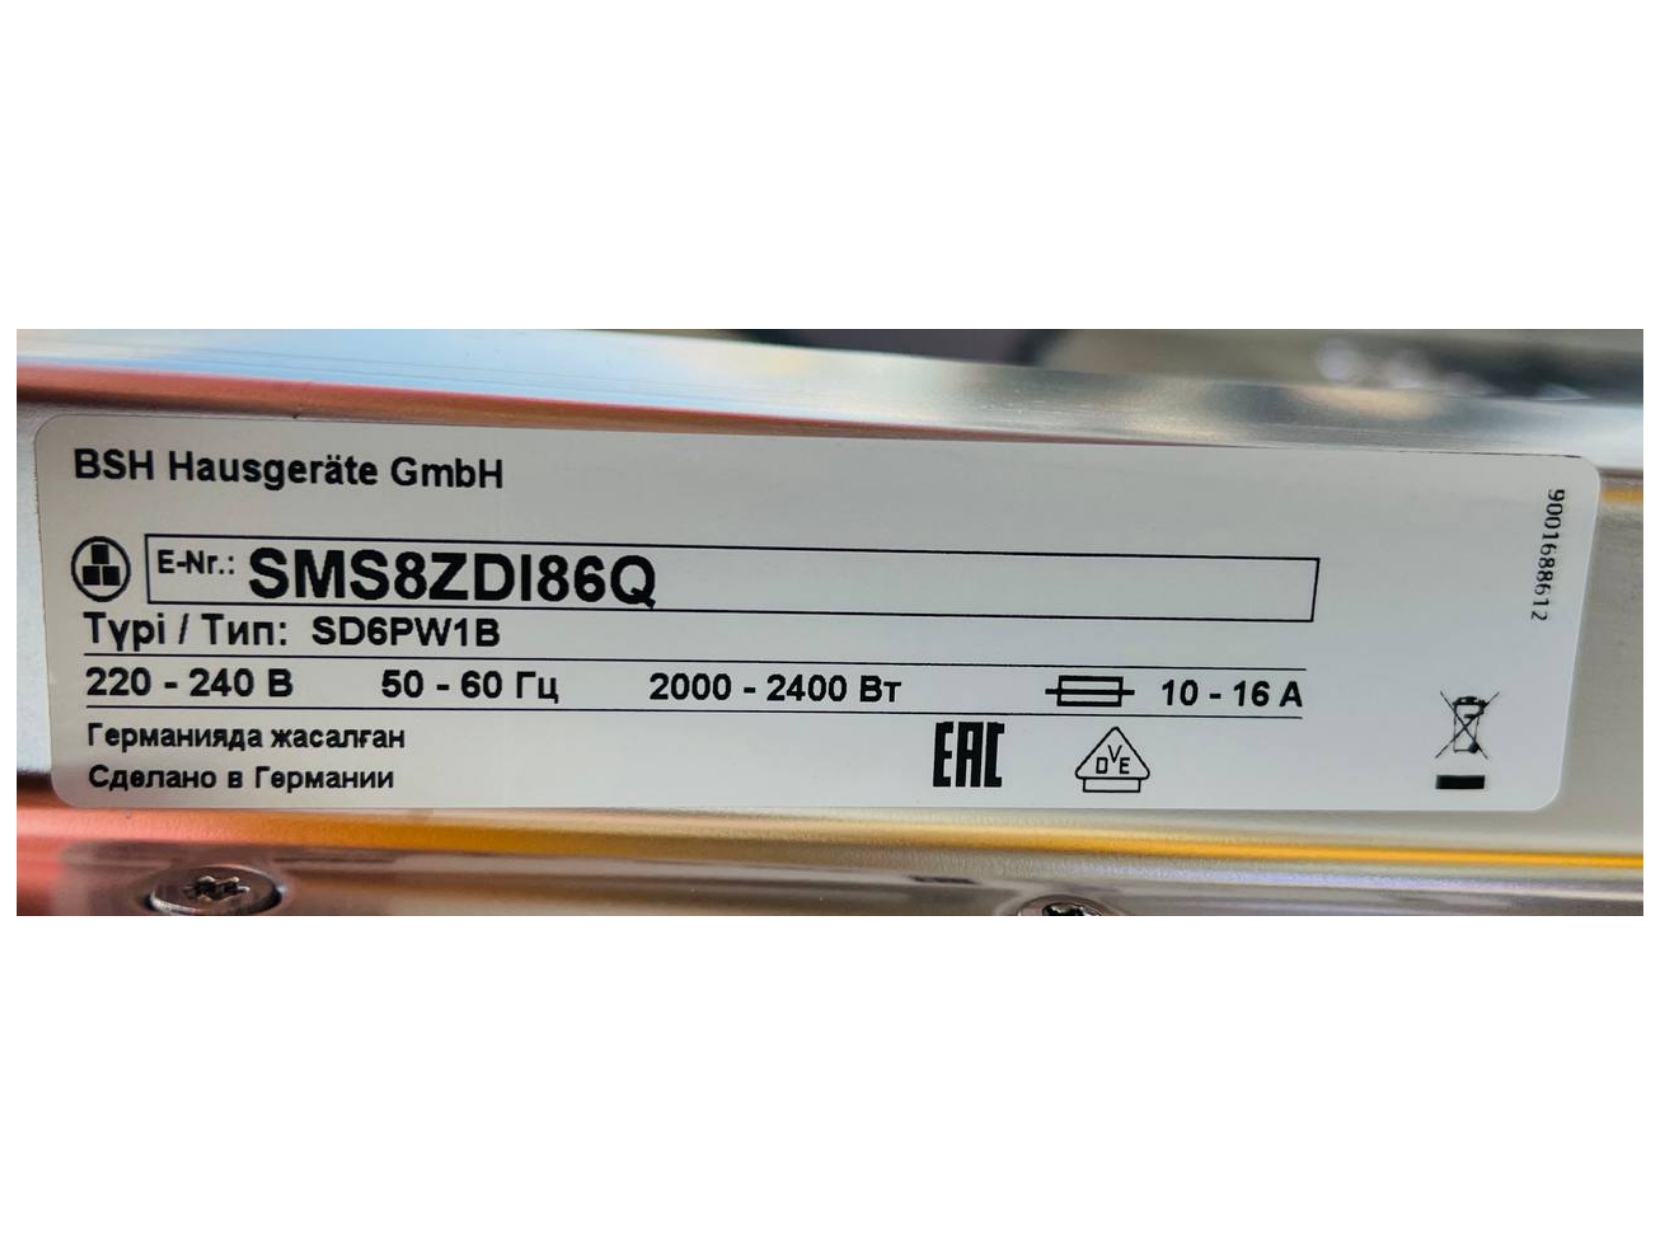 BSH Hausgeräte GmbH
E-Nr.: SMS8ZDI86Q
Түрі / Тип: SD6PW1B
220 - 240 В 50 - 60 Гц 2000 - 2400 Вт 10 - 16 A
Германияда жасалған
Сделано в Германии
EAC
DVE
9001688612